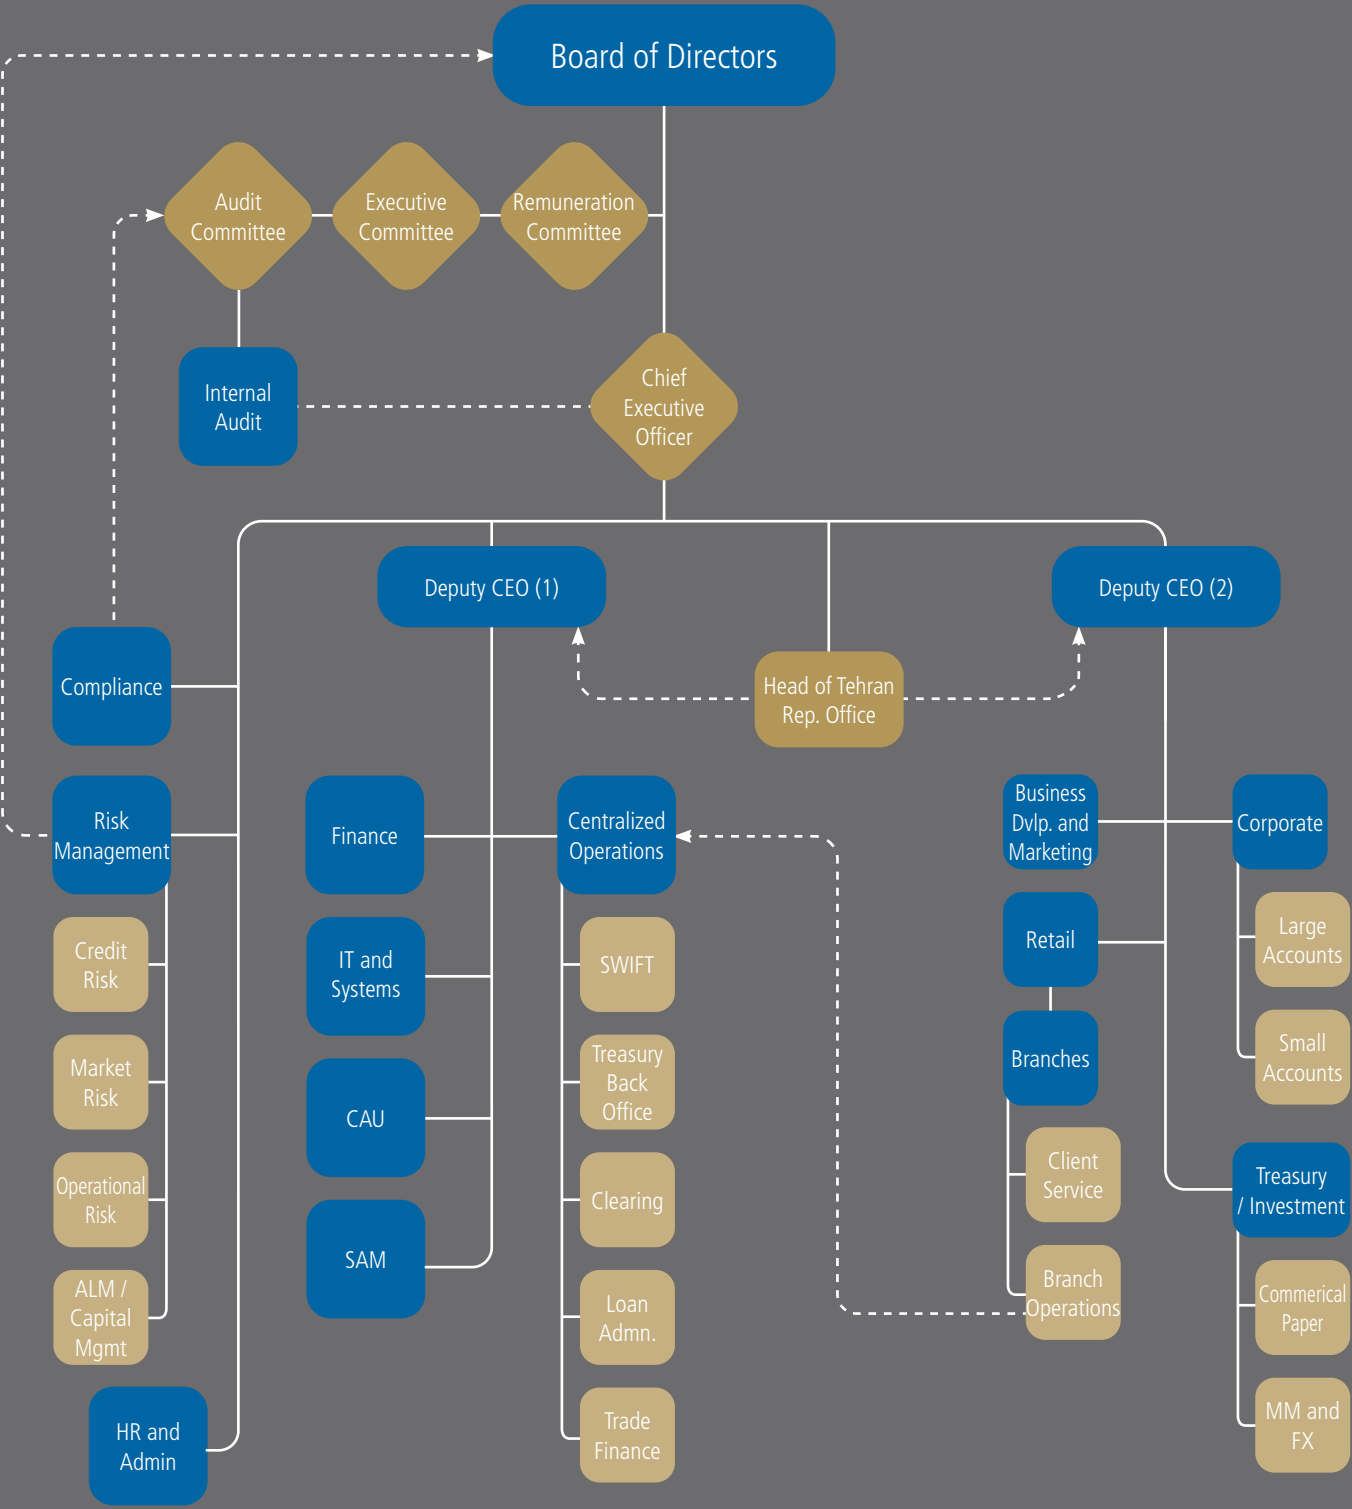 Board of Directors
Audit
Committee
Executive
Committee
Remuneration
Committee
Internal
Audit
Chief
Executive
Officer
Deputy CEO (1)
Deputy CEO (2)
Head of Tehran
Rep. Office
Compliance
Risk
Management
Credit
Risk
Market
Risk
Operational
Risk
ALM /
Capital
Mgmt
HR and
Admin
Finance
IT and
Systems
CAU
SAM
Centralized
Operations
SWIFT
Treasury
Back
Office
Clearing
Loan
Admn.
Trade
Finance
Business
Dvlp. and
Marketing
Retail
Branches
Client
Service
Branch
Operations
Corporate
Large
Accounts
Small
Accounts
Treasury
/ Investment
Commerical
Paper
MM and
FX